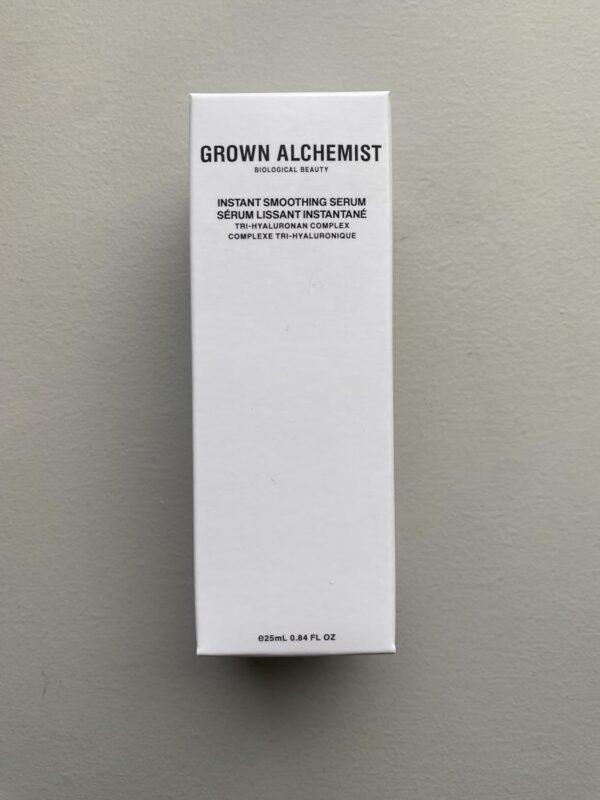 GROWN ALCHEMIST
BIOLOGICAL BEAUTY
INSTANT SMOOTHING SERUM
SÉRUM LISSANT INSTANTANÉ
TRI-HYALURONAN COMPLEX
COMPLEXE TRI-HYALURONIQUE
℮25mL 0.84 FL OZ